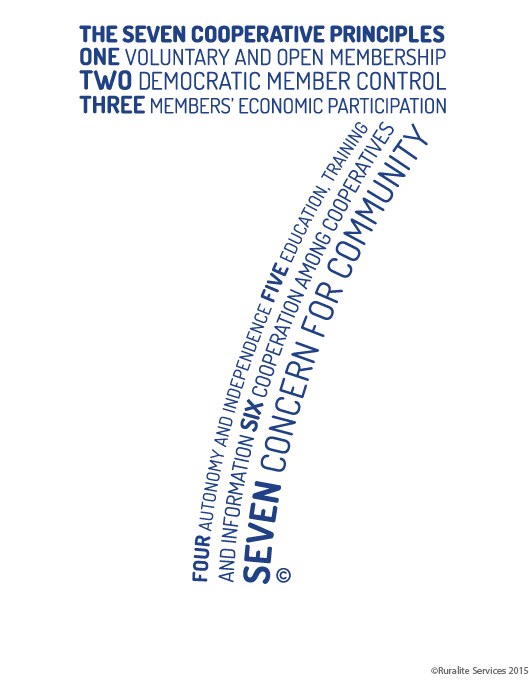 THE SEVEN COOPERATIVE PRINCIPLES
ONE VOLUNTARY AND OPEN MEMBERSHIP
TWO DEMOCRATIC MEMBER CONTROL
THREE MEMBERS' ECONOMIC PARTICIPATION
FOUR AUTONOMY AND INDEPENDENCE FIVE EDUCATION, TRAINING
AND INFORMATION SIX COOPERATION AMONG COOPERATIVES
SEVEN CONCERN FOR COMMUNITY
©
©Ruralite Services 2015